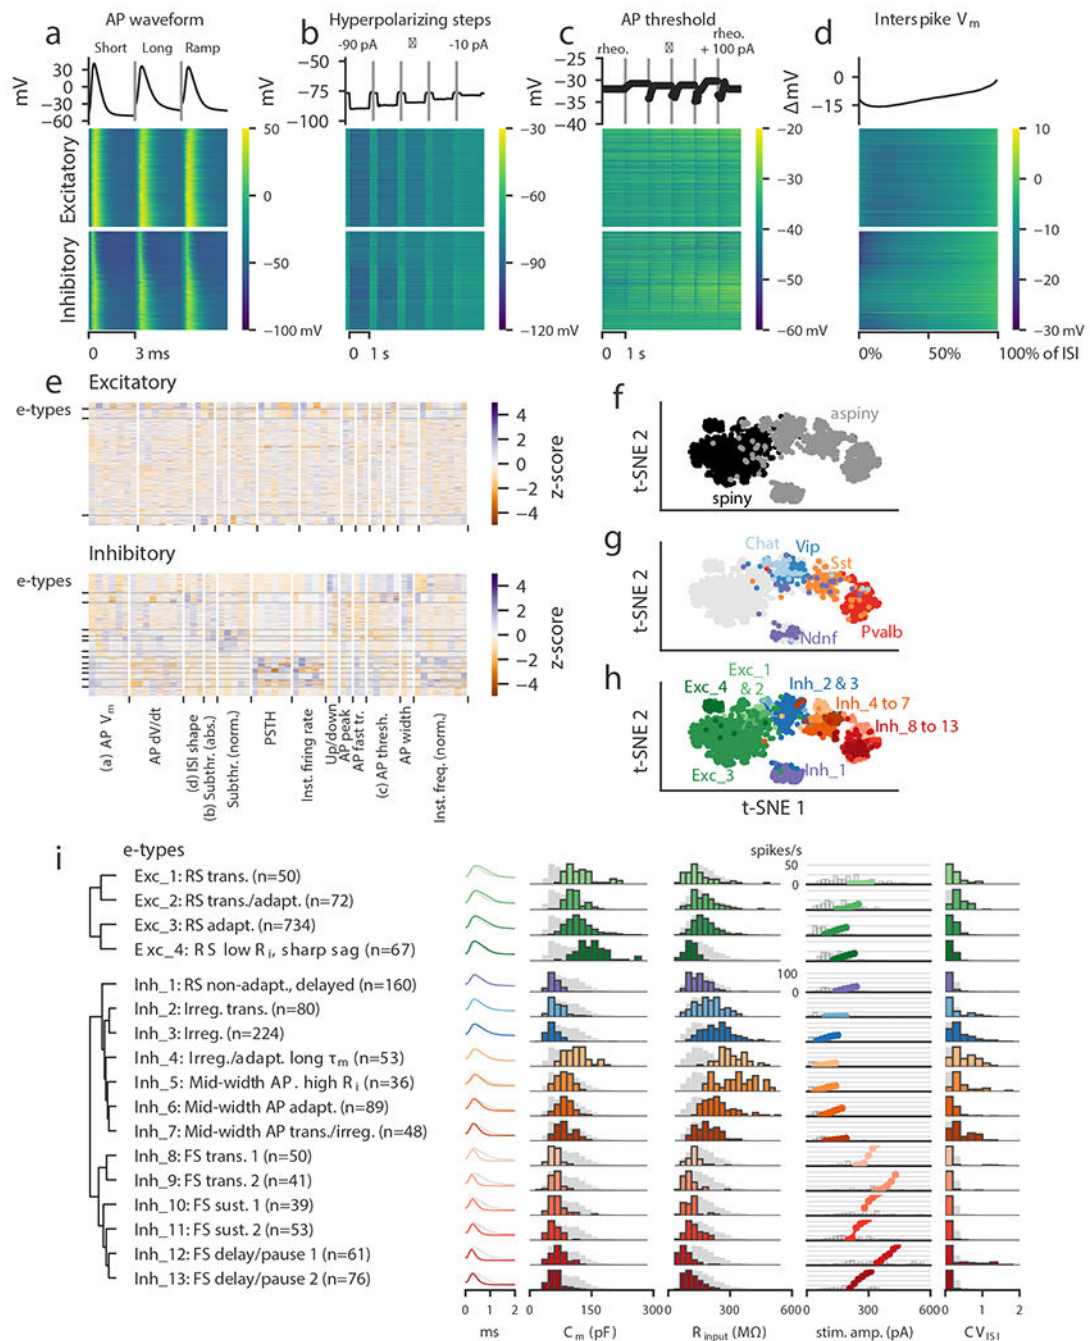 a
AP waveform
Short Long Ramp
mV
30
0
−30
−60
Excitatory
Inhibitory
50
0
−50
−100 mV
0 3 ms
b
Hyperpolarizing steps
-90 pA -10 pA
−50
−75
−100
−30
−60
−90
−120 mV
0 1 s
c
AP threshold
rheo. rheo.
+ 100 pA
mV
−25
−30
−35
−40
−20
−30
−40
−50
−60 mV
0 1 s
d
Interspike Vm
Δ mV
0
−15
10
0
−10
−20
−30 mV
0% 50% 100% of ISI
e
Excitatory
e-types
4
2
0
−2
−4
z-score
Inhibitory
e-types
4
2
0
−2
−4
z-score
(a) AP Vm
AP dV/dt
(d) ISI shape
(b) Subthr. (abs.)
Subthr. (norm.)
PSTH
Inst. firing rate
Up/down
AP peak
AP fast tr.
(c) AP thresh.
AP width
Inst. freq. (norm.)
f
t-SNE 2
aspiny
spiny
g
t-SNE 2
Chat
Vip
Sst
Ndnf
Pvalb
h
t-SNE 2
Exc_4
Exc_1
& 2
Inh_2 & 3
Inh_4 to 7
Inh_8 to 13
Exc_3
Inh_1
t-SNE 1
i
e-types
spikes/s
50
0
Exc_1: RS trans. (n=50)
Exc_2: RS trans./adapt. (n=72)
Exc_3: RS adapt. (n=734)
Exc_4: RS low Ri, sharp sag (n=67)
100
0
Inh_1: RS non-adapt., delayed (n=160)
Inh_2: Irreg. trans. (n=80)
Inh_3: Irreg. (n=224)
Inh_4: Irreg./adapt. long τm (n=53)
Inh_5: Mid-width AP. high Ri (n=36)
Inh_6: Mid-width AP adapt. (n=89)
Inh_7: Mid-width AP trans./irreg. (n=48)
Inh_8: FS trans. 1 (n=50)
Inh_9: FS trans. 2 (n=41)
Inh_10: FS sust. 1 (n=39)
Inh_11: FS sust. 2 (n=53)
Inh_12: FS delay/pause 1 (n=61)
Inh_13: FS delay/pause 2 (n=76)
0 1 2
ms
0 150 300
Cm (pF)
0 300 600
Rinput (MΩ)
0 300 600
stim. amp. (pA)
0 1 2
CVISI